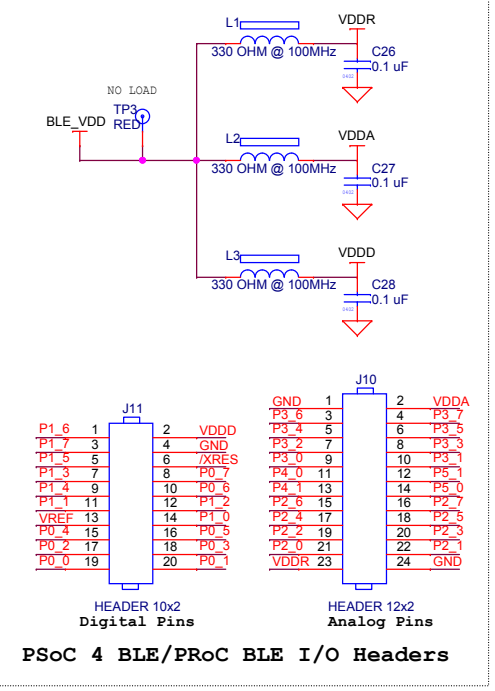 L1
VDDR
330 OHM @ 100MHz
C26
0.1 uF
0402
NO LOAD
TP3
RED
BLE_VDD
L2
VDDA
330 OHM @ 100MHz
C27
0.1 uF
0402
L3
VDDD
330 OHM @ 100MHz
C28
0.1 uF
0402
J11
P1_6 1 2 VDDD
P1_7 3 4 GND
P1_5 5 6 /XRES
P1_3 7 8 P0_7
P1_4 9 10 P0_6
P1_1 11 12 P1_2
VREF 13 14 P1_0
P0_4 15 16 P0_5
P0_2 17 18 P0_3
P0_0 19 20 P0_1
HEADER 10x2
Digital Pins
J10
GND 1 2 VDDA
P3_6 3 4 P3_7
P3_4 5 6 P3_5
P3_2 7 8 P3_3
P3_0 9 10 P3_1
P4_0 11 12 P5_1
P4_1 13 14 P5_0
P2_6 15 16 P2_7
P2_4 17 18 P2_5
P2_2 19 20 P2_3
P2_0 21 22 P2_1
VDDR 23 24 GND
HEADER 12x2
Analog Pins
PSoC 4 BLE/PRoC BLE I/O Headers